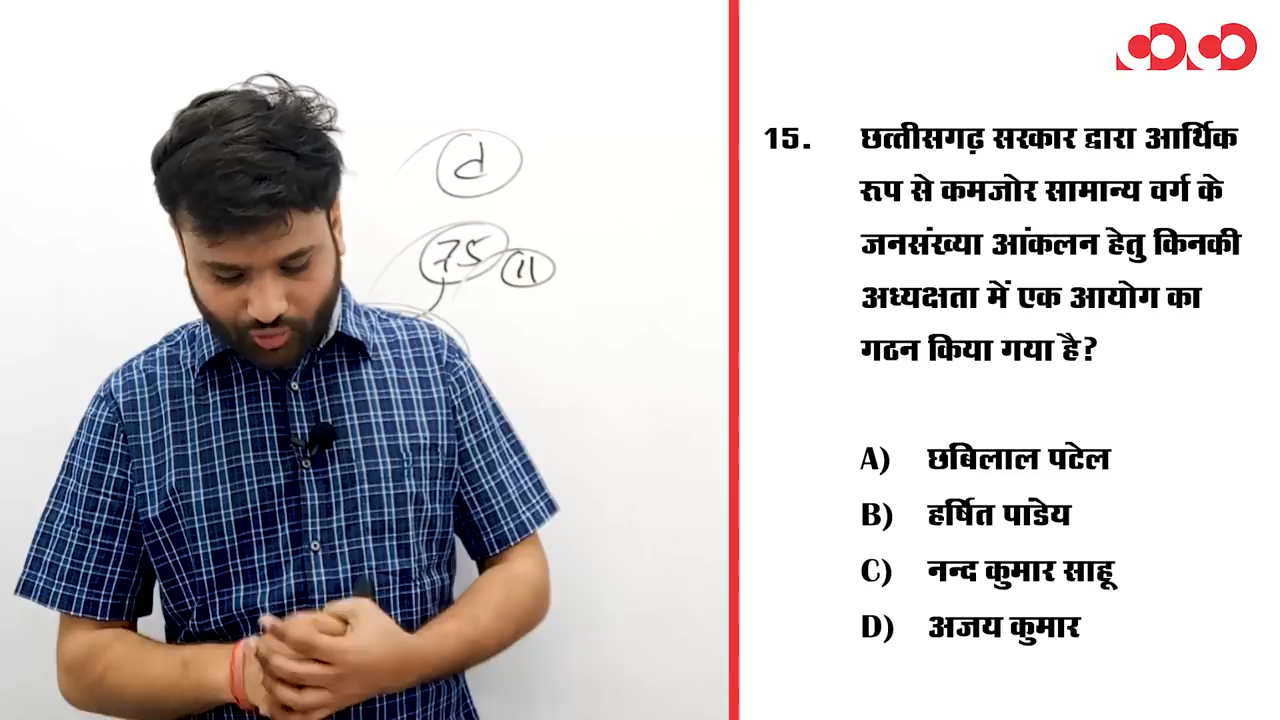 d
75
11
15. छत्तीसगढ़ सरकार द्वारा आर्थिक
रूप से कमजोर सामान्य वर्ग के
जनसंख्या आंकलन हेतु किनकी
अध्यक्षता में एक आयोग का
गठन किया गया है?
A) छबिलाल पटेल
B) हर्षित पाडेय
C) नन्द कुमार साहू
D) अजय कुमार